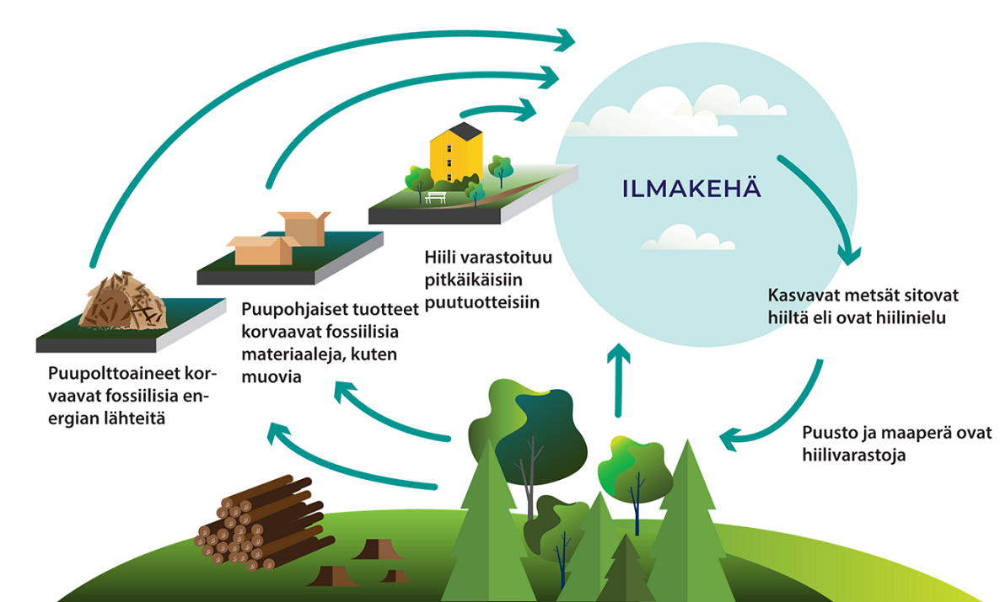 ILMAKEHÄ
Hiili varastoituu
pitkäikäisiin
puutuotteisiin
Puupohjaiset tuotteet
korvaavat fossiilisia
materiaaleja, kuten
muovia
Puupolttoaineet kor-
vaavat fossiilisia en-
ergian lähteitä
Kasvavat metsät sitovat
hiiltä eli ovat hiilinielu
Puusto ja maaperä ovat
hiilivarastoja